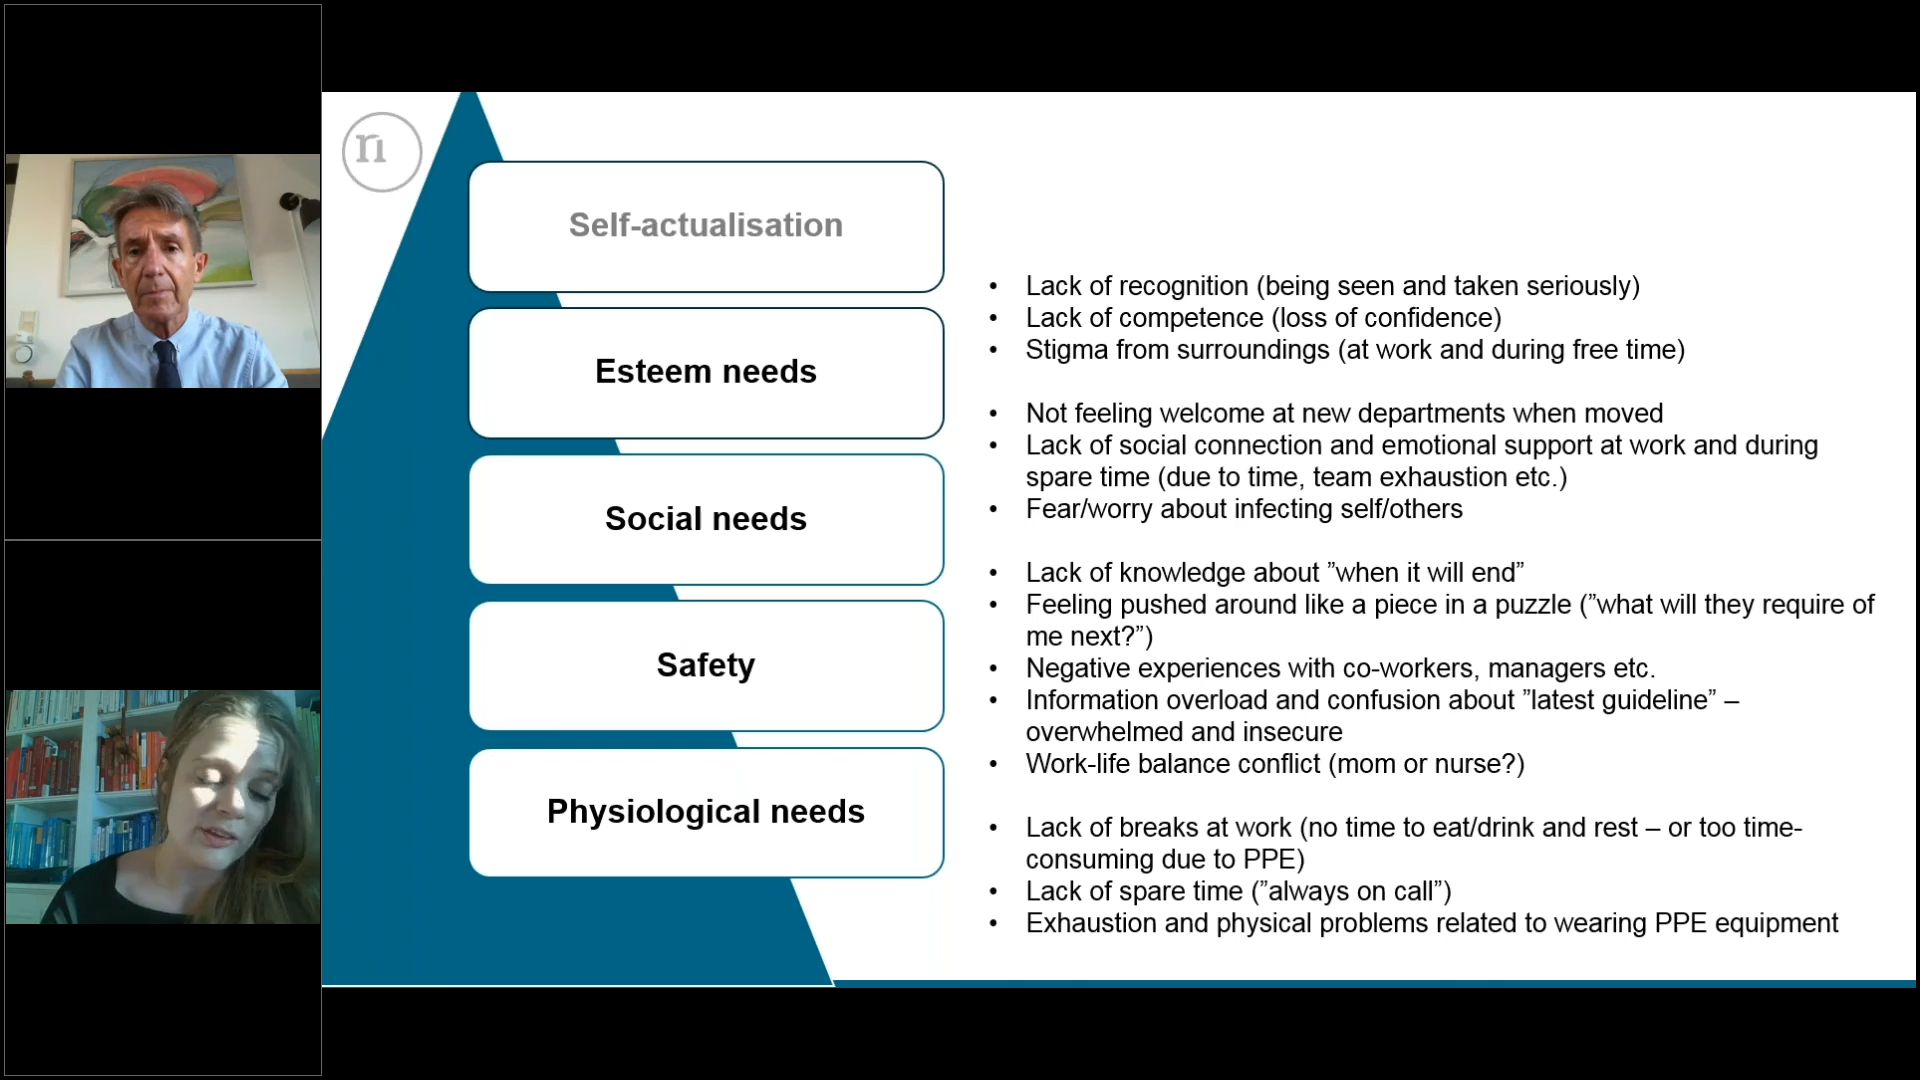 n
Self-actualisation
Esteem needs
Social needs
Safety
Physiological needs
• Lack of recognition (being seen and taken seriously)
• Lack of competence (loss of confidence)
• Stigma from surroundings (at work and during free time)
• Not feeling welcome at new departments when moved
• Lack of social connection and emotional support at work and during
spare time (due to time, team exhaustion etc.)
• Fear/worry about infecting self/others
• Lack of knowledge about ”when it will end”
• Feeling pushed around like a piece in a puzzle (”what will they require of
me next?”)
• Negative experiences with co-workers, managers etc.
• Information overload and confusion about ”latest guideline” –
overwhelmed and insecure
• Work-life balance conflict (mom or nurse?)
• Lack of breaks at work (no time to eat/drink and rest – or too time-
consuming due to PPE)
• Lack of spare time (”always on call”)
• Exhaustion and physical problems related to wearing PPE equipment